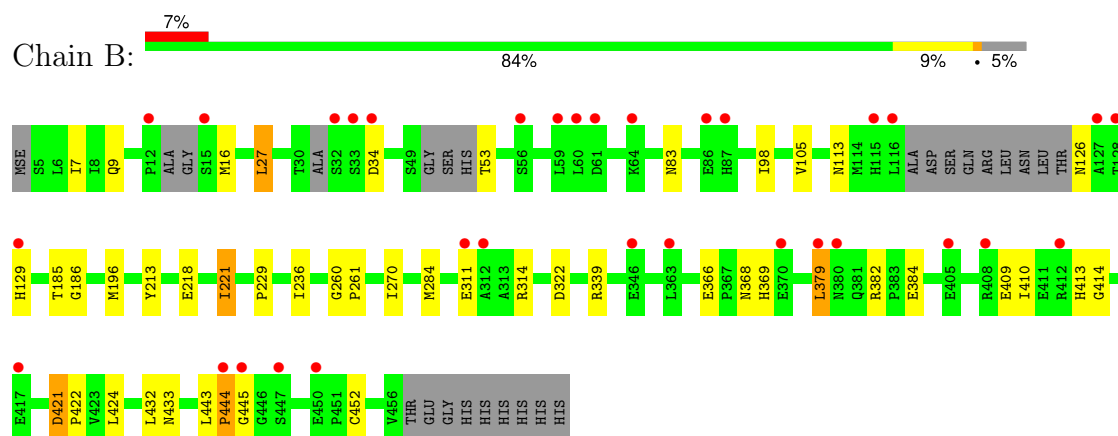 7%
Chain B:
84% 9% • 5%
MSE S5 L6 I7 I8 Q9 P12 ALA GLY S15 M16 L27 T30 ALA S32 S33 D34 S49 GLY SER HIS T53 S56 L59 L60 D61 K64 E86 H87 N83 I98 V105 N113 M114 H115 L116 ALA ASP SER GLN ARG LEU ASN LEU THR N126 A127 T128
H129 T185 G186 M196 Y213 E218 I221 P229 I236 G260 P261 I270 M284 E311 A312 A313 R314 D322 R339 E346 L363 E366 P367 N368 H369 E370 L379 N380 Q381 R382 P383 E384 E405 R408 E409 I410 E411 R412 H413 G414
E417 D421 P422 V423 L424 L432 N433 L443 P444 G445 G446 S447 E450 P451 C452 V456 THR GLU GLY HIS HIS HIS HIS HIS HIS